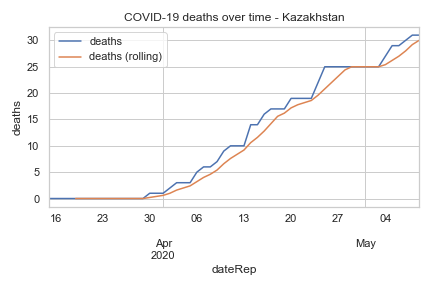 COVID-19 deaths over time - Kazakhstan
deaths
deaths (rolling)
deaths
30
25
20
15
10
5
0
16 23 30 06 13 20 27 04
Apr May
2020
dateRep